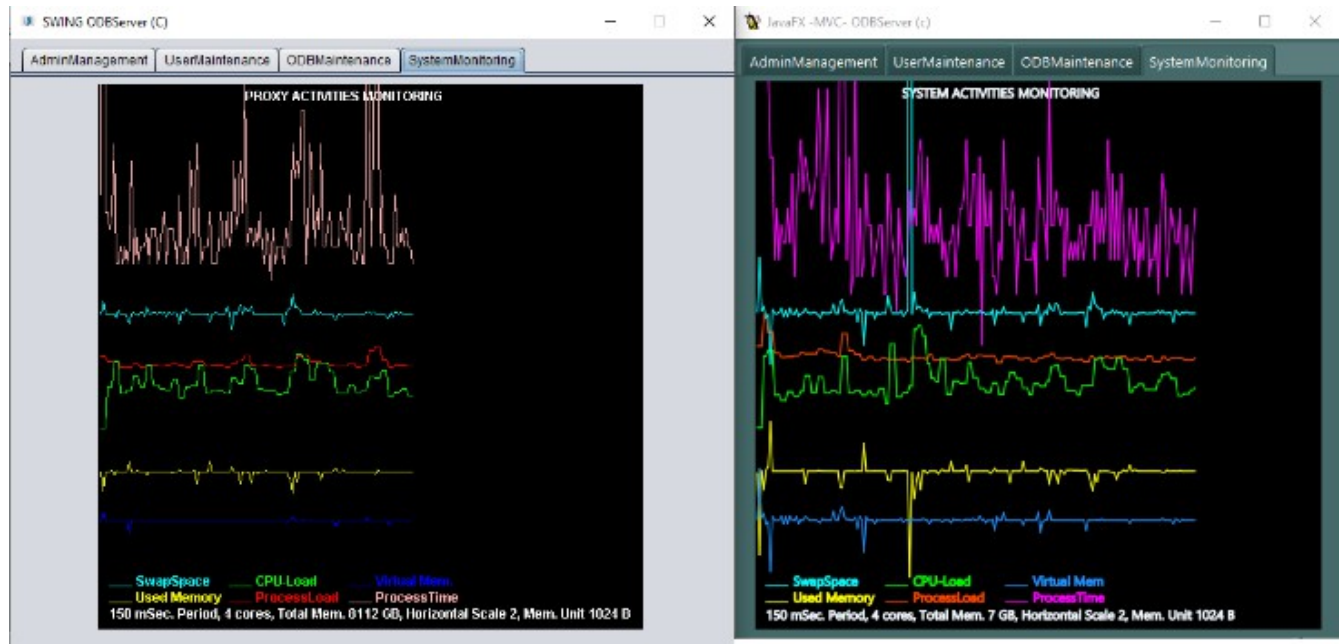 SWING ODBServer (C)
AdminManagement UserMaintenance ODBMaintenance SystemMonitoring
PROXY ACTIVITIES MONITORING
SwapSpace CPU-Load Virtual Mem.
Used Memory ProcessLoad ProcessTime
150 mSec. Period, 4 cores, Total Mem. 8112 GB, Horizontal Scale 2, Mem. Unit 1024 B
JavaFX -MVC- ODBServer (c)
AdminManagement UserMaintenance ODBMaintenance SystemMonitoring
SYSTEM ACTIVITIES MONITORING
SwapSpace CPU-Load Virtual Mem
Used Memory ProcessLoad ProcessTime
150 mSec. Period, 4 cores, Total Mem. 7 GB, Horizontal Scale 2, Mem. Unit 1024 B